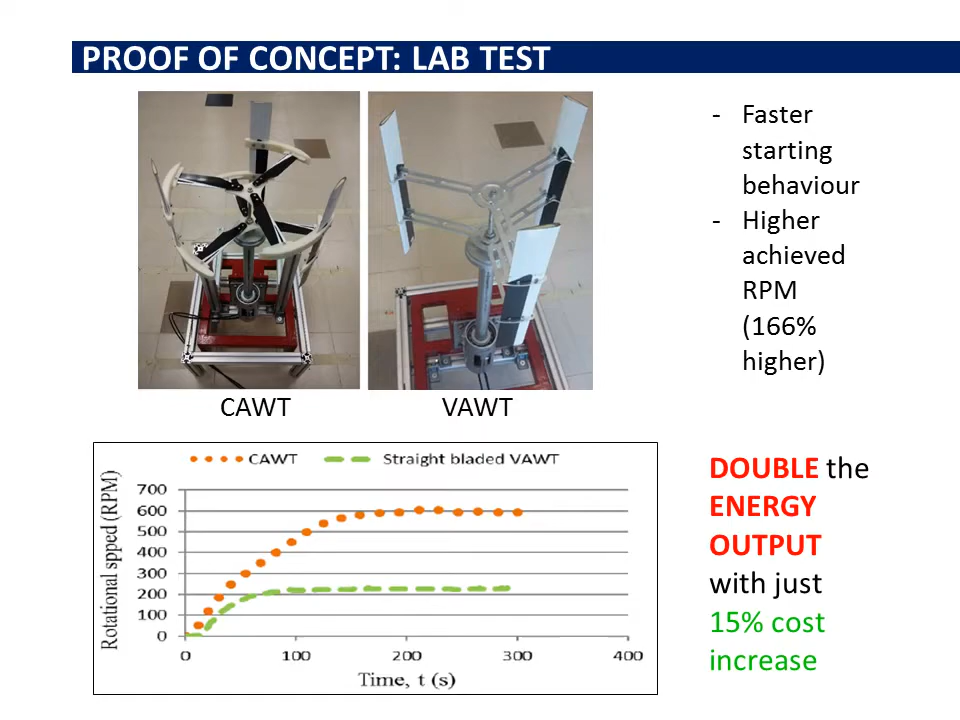 PROOF OF CONCEPT: LAB TEST
- Faster
starting
behaviour
- Higher
achieved
RPM
(166%
higher)
CAWT
VAWT
CAWT
Straight bladed VAWT
Rotational spped (RPM)
700
600
500
400
300
200
100
0
0
100
200
300
400
Time, t (s)
DOUBLE the
ENERGY
OUTPUT
with just
15% cost
increase